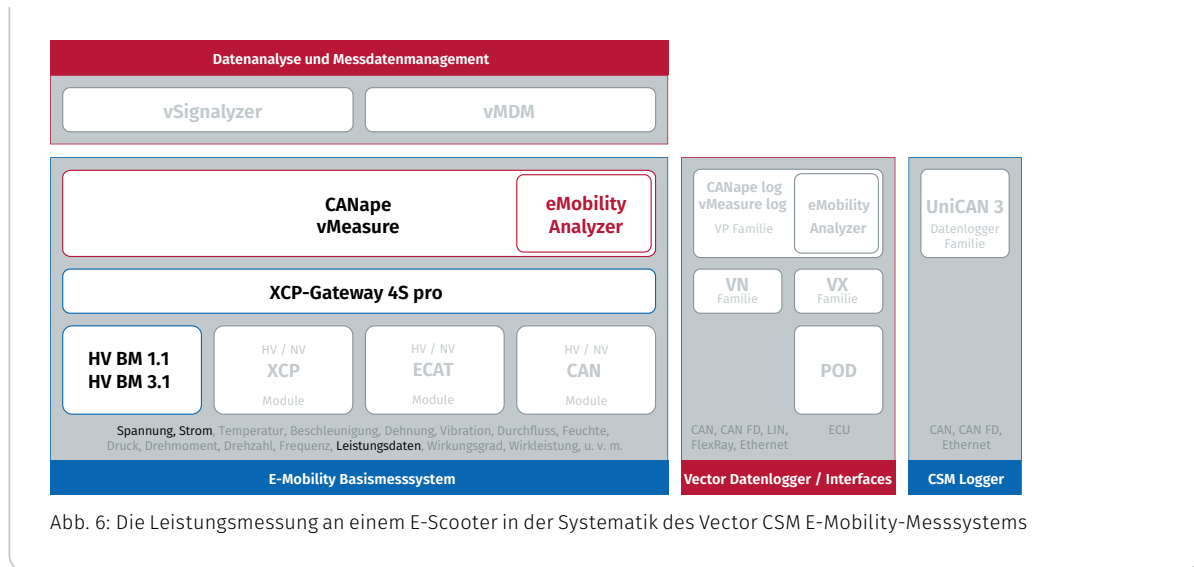 Datenanalyse und Messdatenmanagement
vSignalyzer
vMDM
CANape
vMeasure
eMobility
Analyzer
XCP-Gateway 4S pro
HV BM 1.1
HV BM 3.1
HV / NV
XCP
Module
HV / NV
ECAT
Module
HV / NV
CAN
Module
Spannung, Strom, Temperatur, Beschleunigung, Dehnung, Vibration, Durchfluss, Feuchte,
Druck, Drehmoment, Drehzahl, Frequenz, Leistungsdaten, Wirkungsgrad, Wirkleistung, u. v. m.
E-Mobility Basismesssystem
CANape log
vMeasure log
VP Familie
eMobility
Analyzer
VN
Familie
VX
Familie
POD
CAN, CAN FD, LIN,
FlexRay, Ethernet
ECU
Vector Datenlogger / Interfaces
UniCAN 3
Datenlogger
Familie
CAN, CAN FD,
Ethernet
CSM Logger
Abb. 6: Die Leistungsmessung an einem E-Scooter in der Systematik des Vector CSM E-Mobility-Messsystems